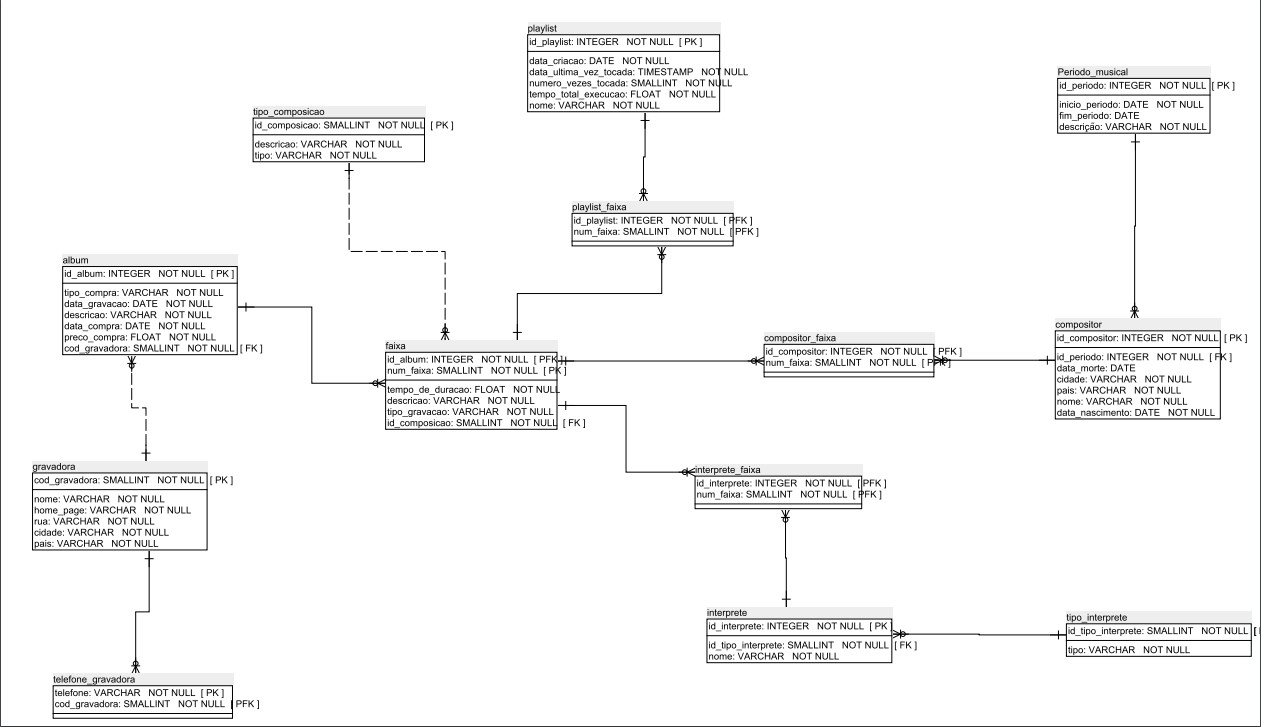 playlist
id_playlist: INTEGER NOT NULL [ PK ]
data_criacao: DATE NOT NULL
data_ultima_vez_tocada: TIMESTAMP NOT NULL
numero_vezes_tocada: SMALLINT NOT NULL
tempo_total_execucao: FLOAT NOT NULL
nome: VARCHAR NOT NULL
Periodo_musical
id_periodo: INTEGER NOT NULL [ PK ]
inicio_periodo: DATE NOT NULL
fim_periodo: DATE
descrição: VARCHAR NOT NULL
tipo_composicao
id_composicao: SMALLINT NOT NULL [ PK ]
descricao: VARCHAR NOT NULL
tipo: VARCHAR NOT NULL
playlist_faixa
id_playlist: INTEGER NOT NULL [ PFK ]
num_faixa: SMALLINT NOT NULL [ PFK ]
album
id_album: INTEGER NOT NULL [ PK ]
tipo_compra: VARCHAR NOT NULL
data_gravacao: DATE NOT NULL
descricao: VARCHAR NOT NULL
data_compra: DATE NOT NULL
preco_compra: FLOAT NOT NULL
cod_gravadora: SMALLINT NOT NULL [ FK ]
faixa
id_album: INTEGER NOT NULL [ PFK ]
num_faixa: SMALLINT NOT NULL [ PK ]
tempo_de_duracao: FLOAT NOT NULL
descricao: VARCHAR NOT NULL
tipo_gravacao: VARCHAR NOT NULL
id_composicao: SMALLINT NOT NULL [ FK ]
compositor_faixa
id_compositor: INTEGER NOT NULL [ PFK ]
num_faixa: SMALLINT NOT NULL [ PFK ]
compositor
id_compositor: INTEGER NOT NULL [ PK ]
id_periodo: INTEGER NOT NULL [ FK ]
data_morte: DATE
cidade: VARCHAR NOT NULL
pais: VARCHAR NOT NULL
nome: VARCHAR NOT NULL
data_nascimento: DATE NOT NULL
gravadora
cod_gravadora: SMALLINT NOT NULL [ PK ]
nome: VARCHAR NOT NULL
home_page: VARCHAR NOT NULL
rua: VARCHAR NOT NULL
cidade: VARCHAR NOT NULL
pais: VARCHAR NOT NULL
interprete_faixa
id_interprete: INTEGER NOT NULL [ PFK ]
num_faixa: SMALLINT NOT NULL [ PFK ]
interprete
id_interprete: INTEGER NOT NULL [ PK ]
id_tipo_interprete: SMALLINT NOT NULL [ FK ]
nome: VARCHAR NOT NULL
tipo_interprete
id_tipo_interprete: SMALLINT NOT NULL [
tipo: VARCHAR NOT NULL
telefone_gravadora
telefone: VARCHAR NOT NULL [ PK ]
cod_gravadora: SMALLINT NOT NULL [ PFK ]